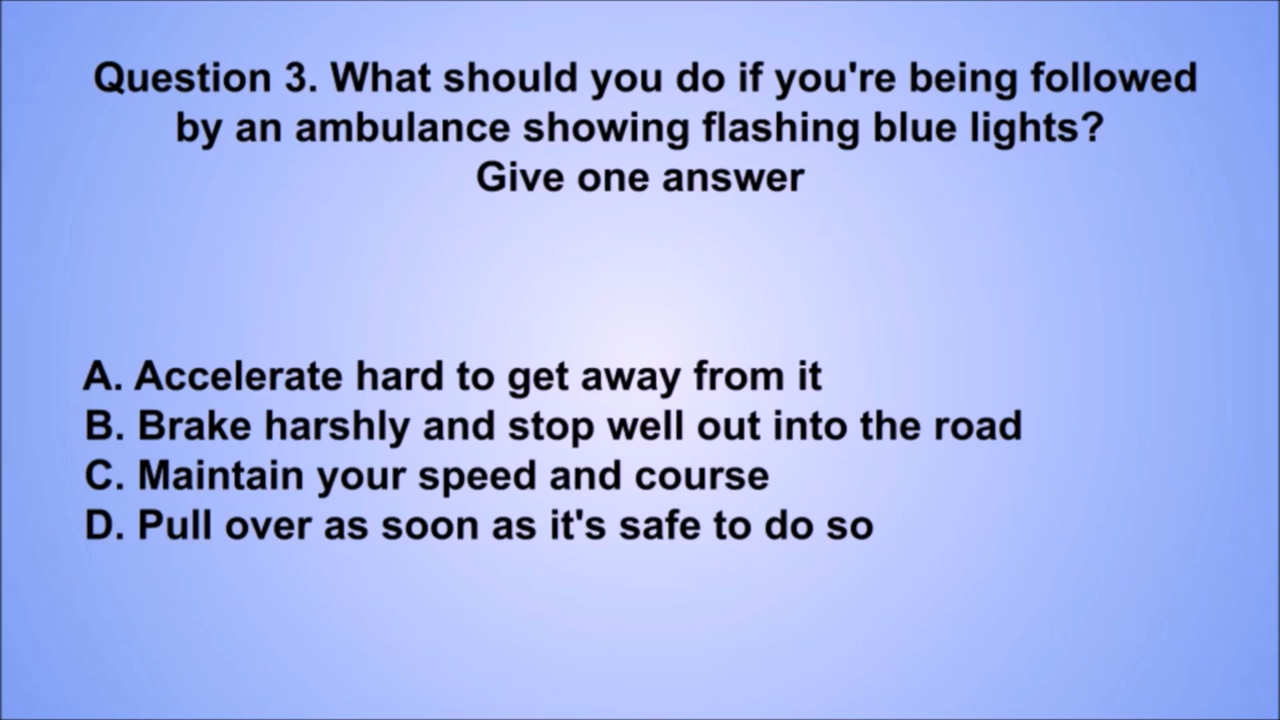 Question 3. What should you do if you're being followed
by an ambulance showing flashing blue lights?
Give one answer
A. Accelerate hard to get away from it
B. Brake harshly and stop well out into the road
C. Maintain your speed and course
D. Pull over as soon as it's safe to do so